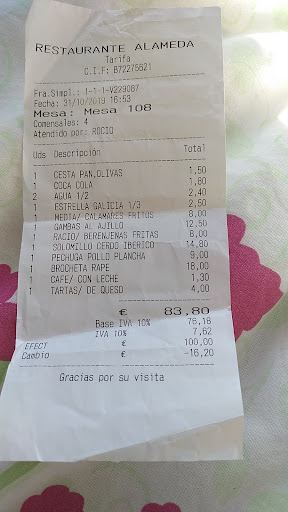 RESTAURANTE ALAMEDA
Tarifa
C.I.F: B72275621
Fra.Simpl.: 1-1-1-V223087
Fecha: 31/10/2019 16:53
Mesa: Mesa 108
Comensales: 4
Atendido por: ROCIO
Uds Descripción Total
1 CESTA PAN,OLIVAS 1,50
1 COCA COLA 1,80
2 AGUA 1/2 2,40
1 ESTRELLA GALICIA 1/3 2,50
1 MEDIA/ CALAMARES FRITOS 8,00
1 GAMBAS AL AJILLO 12,50
1 RACIO/ BERENJENAS FRITAS 8,00
1 SOLOMILLO CERDO IBERICO 14,80
1 PECHUGA POLLO PLANCHA 9,00
1 BROCHETA RAPE 18,00
1 CAFE/ CON LECHE 1,30
1 TARTAS/ DE QUESO 4,00
€ 83,80
Base IVA 10% 76,18
IVA 10% 7,62
EFECT € 100,00
Cambio € -16,20
Gracias por su visita